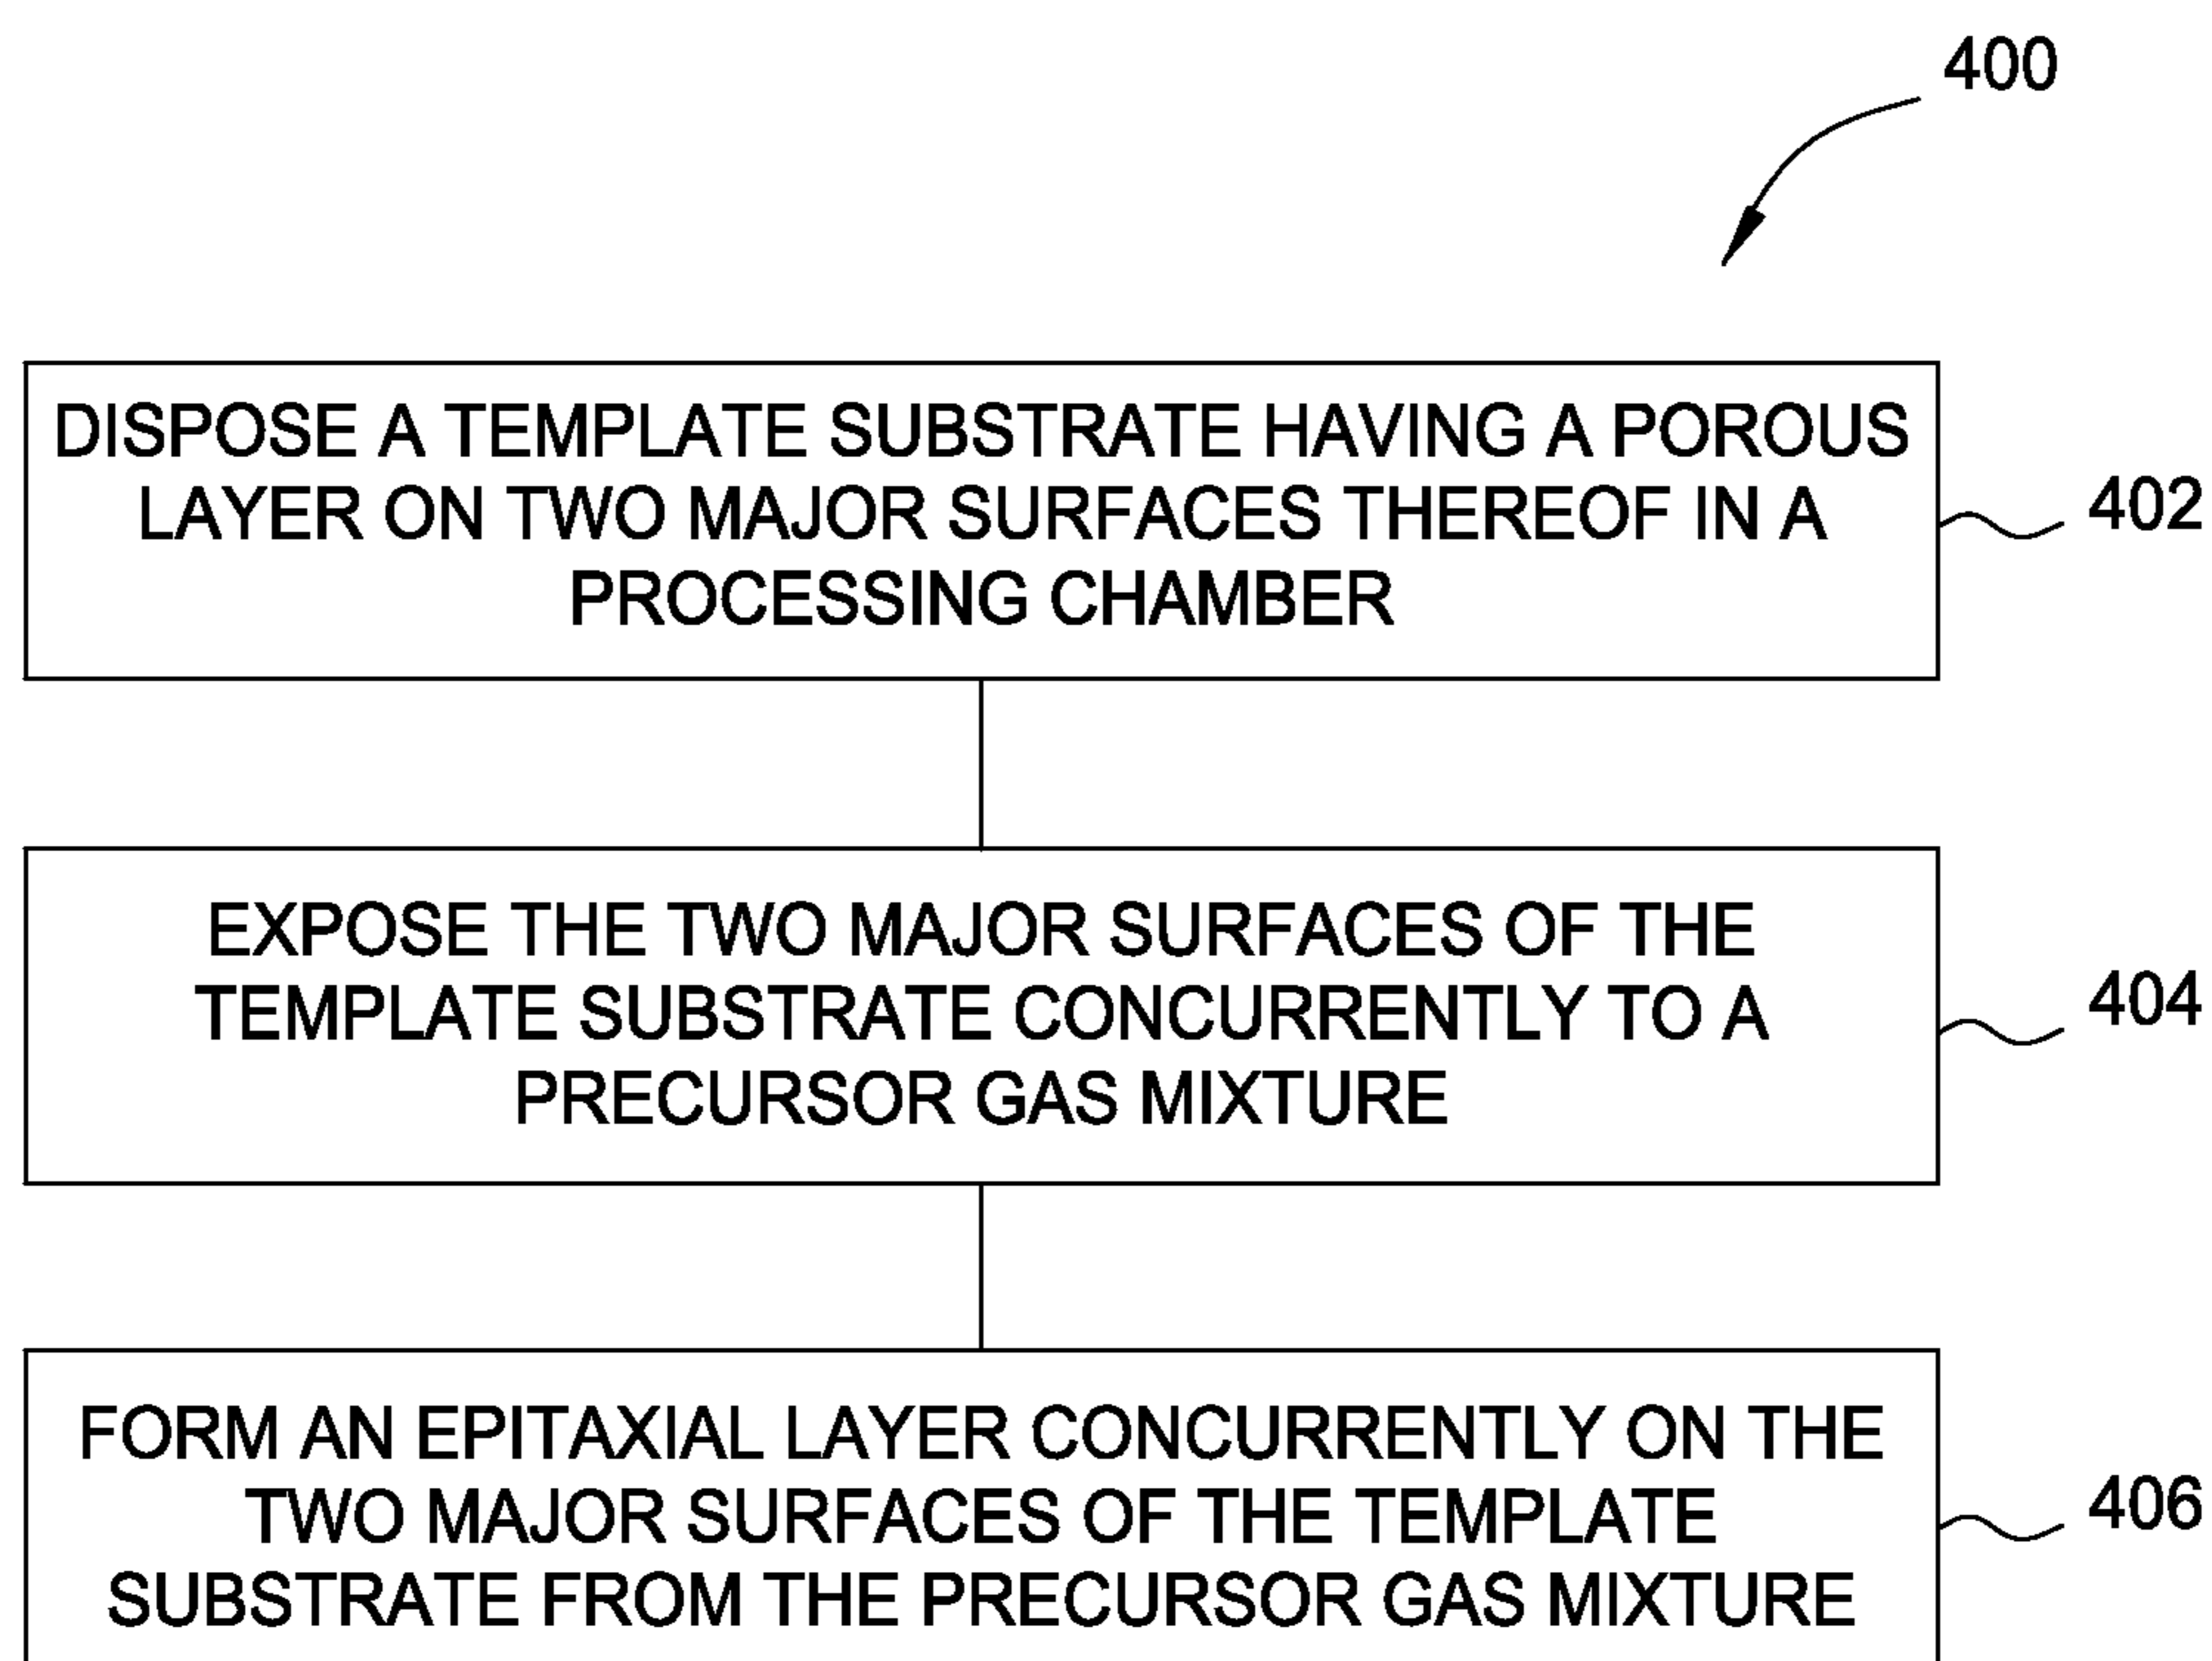 400
DISPOSE A TEMPLATE SUBSTRATE HAVING A POROUS
LAYER ON TWO MAJOR SURFACES THEREOF IN A
PROCESSING CHAMBER
402
EXPOSE THE TWO MAJOR SURFACES OF THE
TEMPLATE SUBSTRATE CONCURRENTLY TO A
PRECURSOR GAS MIXTURE
404
FORM AN EPITAXIAL LAYER CONCURRENTLY ON THE
TWO MAJOR SURFACES OF THE TEMPLATE
SUBSTRATE FROM THE PRECURSOR GAS MIXTURE
406